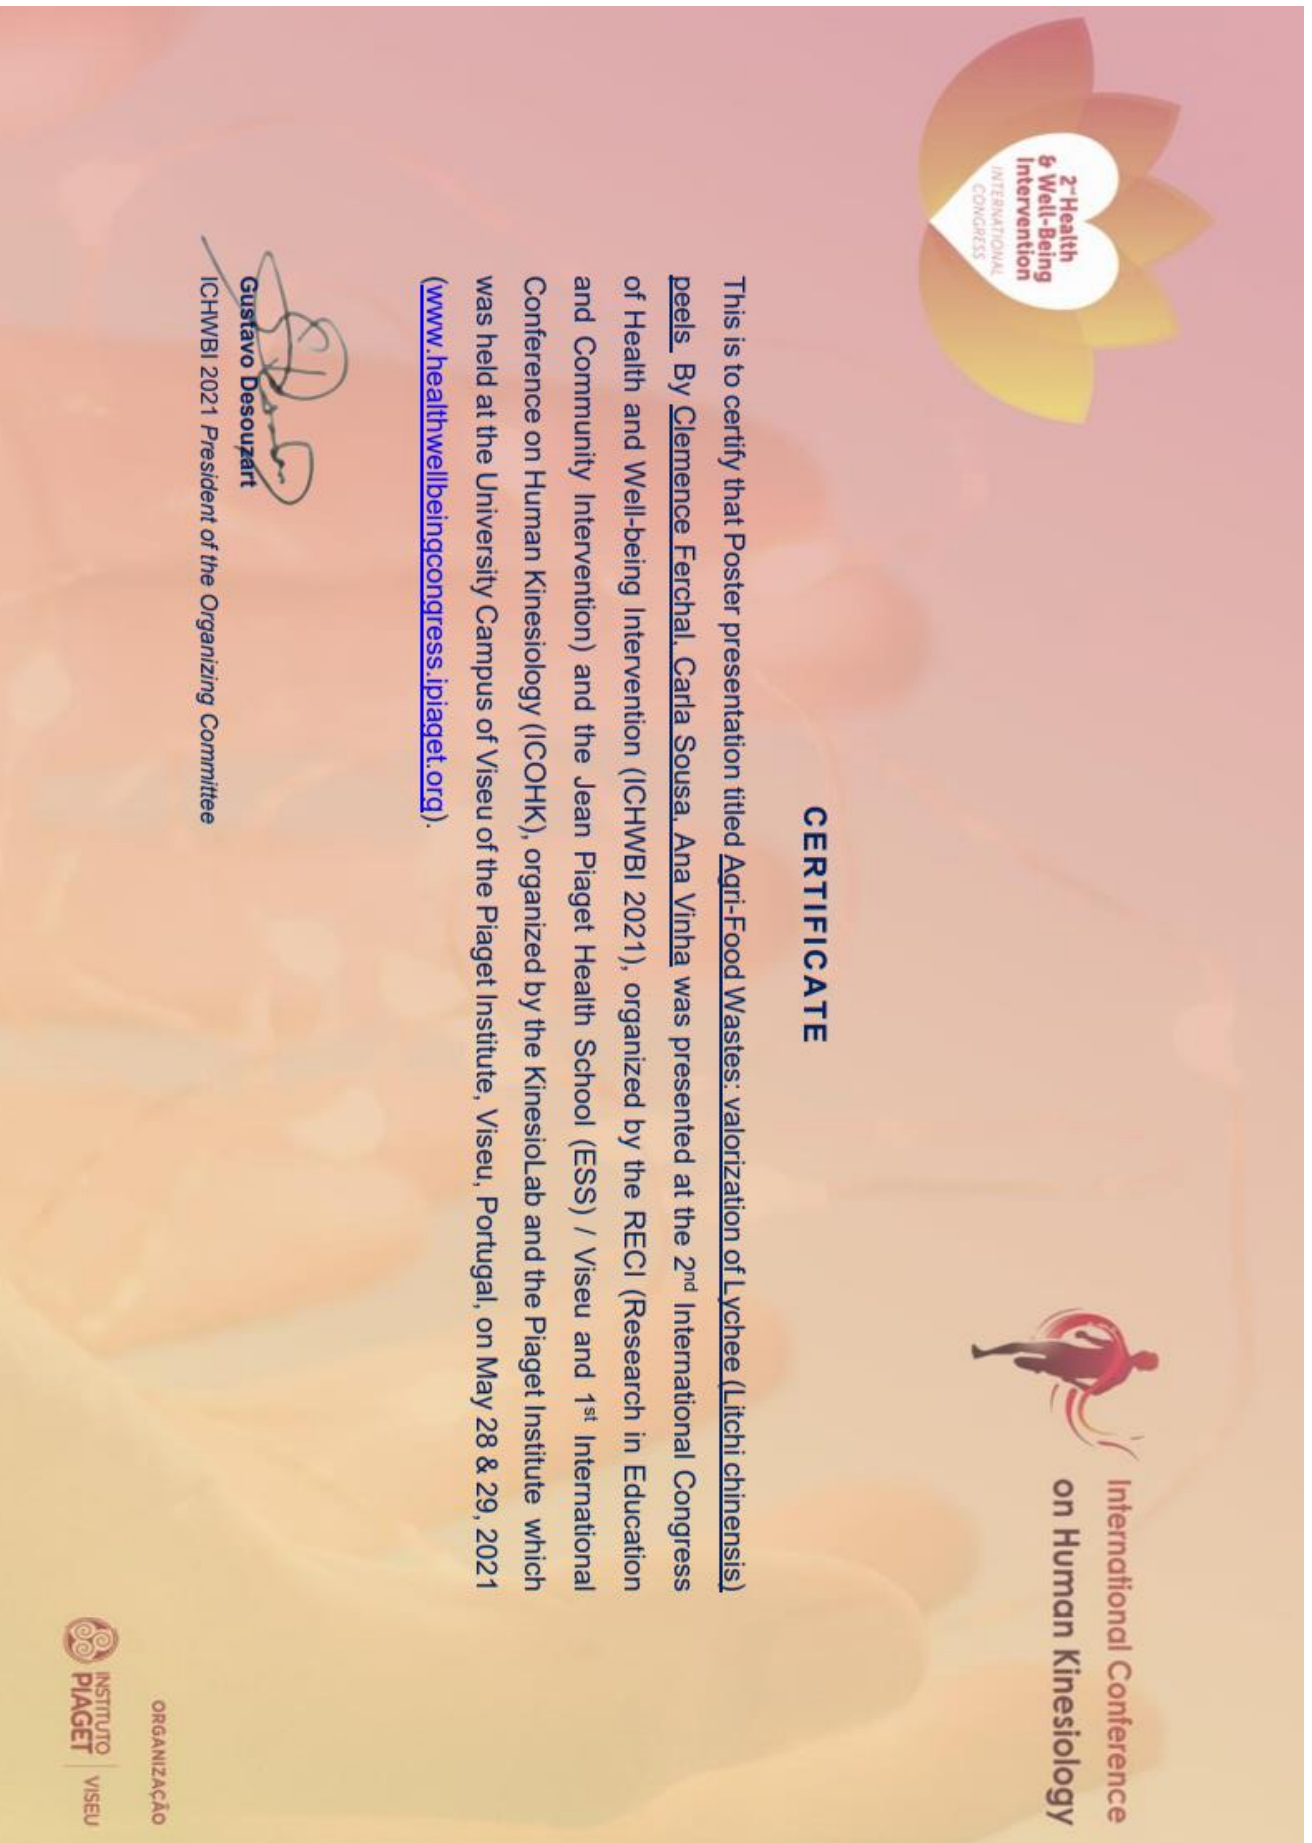 2nd Health
& Well-Being
Intervention
INTERNATIONAL
CONGRESS
International Conference
on Human Kinesiology
CERTIFICATE
This is to certify that Poster presentation titled Agri-Food Wastes: valorization of Lychee (Litchi chinensis)
peels. By Clemence Ferchal, Carla Sousa, Ana Vinha was presented at the 2nd International Congress
of Health and Well-being Intervention (ICHWBI 2021), organized by the RECI (Research in Education
and Community Intervention) and the Jean Piaget Health School (ESS) / Viseu and 1st International
Conference on Human Kinesiology (ICOHK), organized by the KinesioLab and the Piaget Institute which
was held at the University Campus of Viseu of the Piaget Institute, Viseu, Portugal, on May 28 & 29, 2021
(www.healthwellbeingcongress.ipiaget.org).
Gustavo Desouzart
ICHWBI 2021 President of the Organizing Committee
ORGANIZAÇÃO
INSTITUTO
PIAGET
VISEU